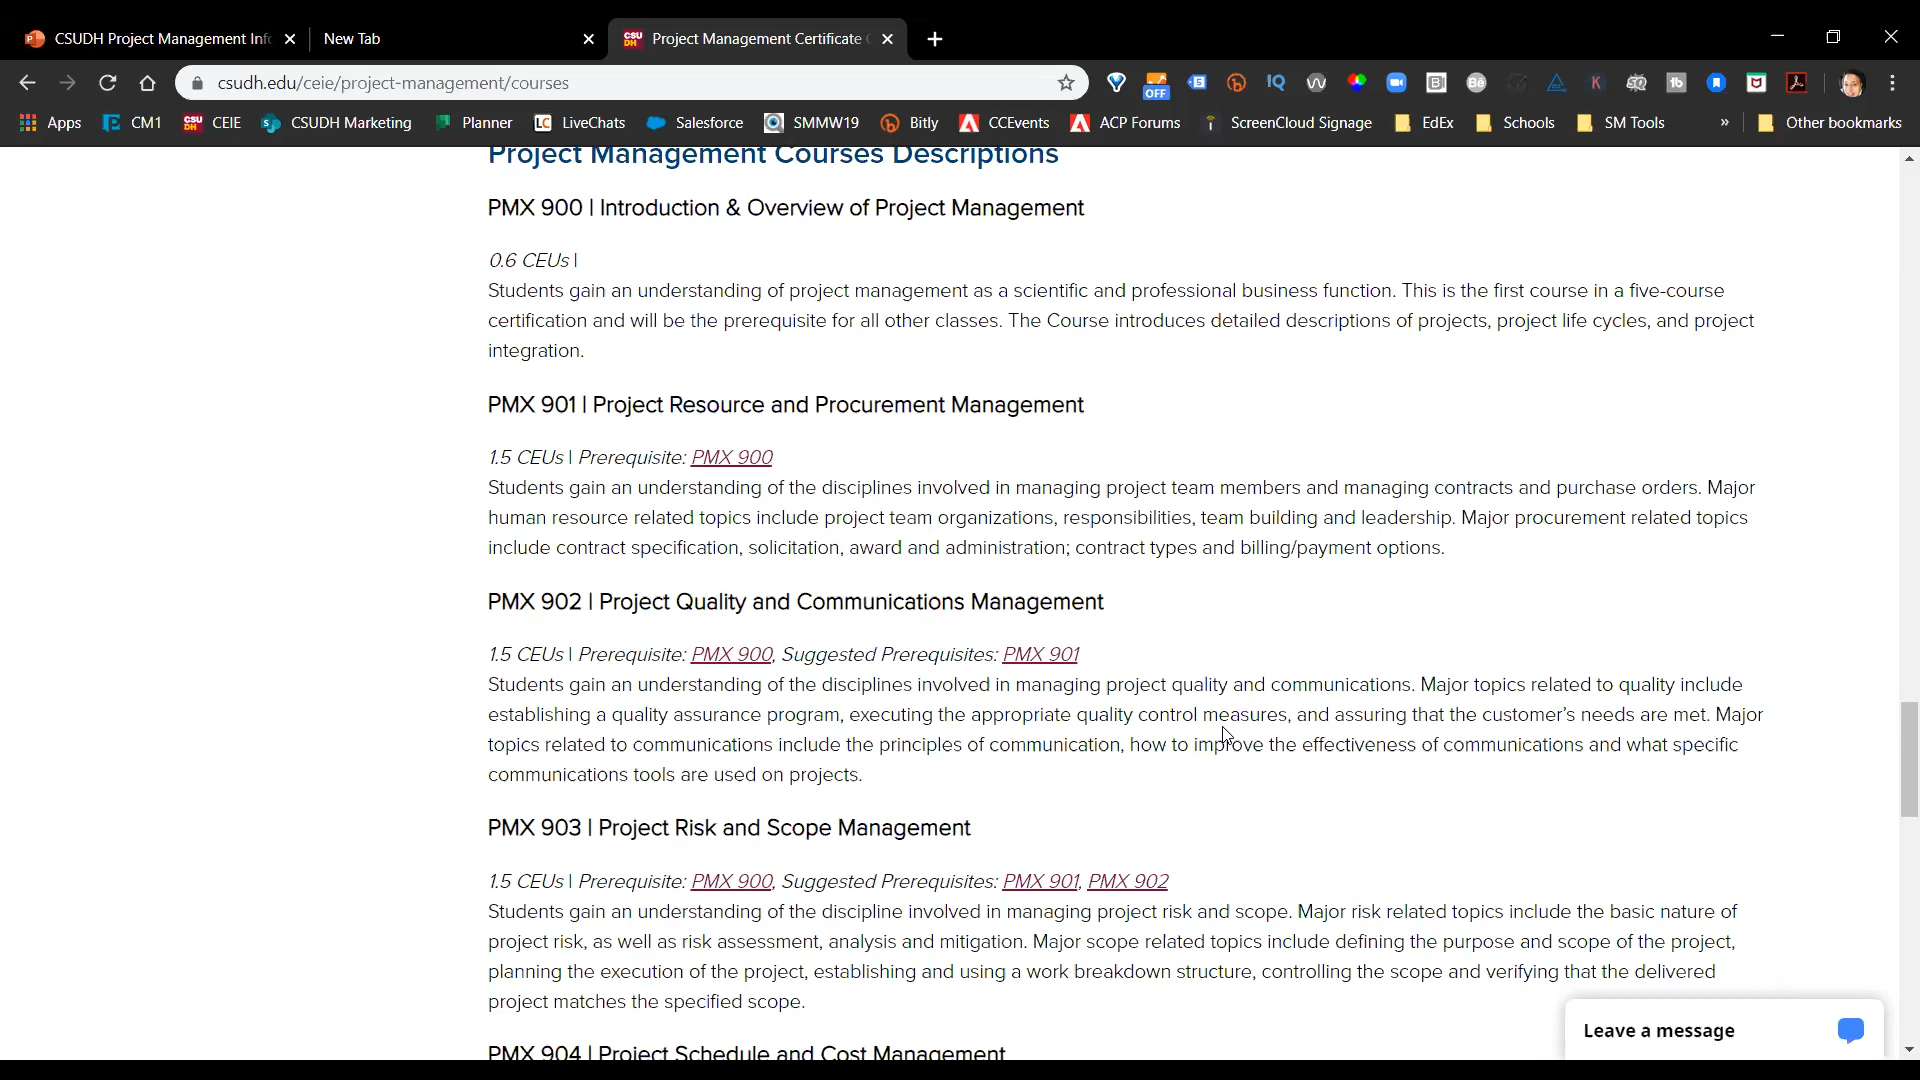 CSUDH Project Management Info
New Tab
Project Management Certificate
csudh.edu/ceie/project-management/courses
OFF
Apps
CM1
CEIE
CSUDH Marketing
Planner
LiveChats
Salesforce
SMMW19
Bitly
CCEvents
ACP Forums
ScreenCloud Signage
EdEx
Schools
SM Tools
»
Other bookmarks
Project Management Courses Descriptions
PMX 900 | Introduction & Overview of Project Management
0.6 CEUs |
Students gain an understanding of project management as a scientific and professional business function. This is the first course in a five-course
certification and will be the prerequisite for all other classes. The Course introduces detailed descriptions of projects, project life cycles, and project
integration.
PMX 901 | Project Resource and Procurement Management
1.5 CEUs | Prerequisite: PMX 900
Students gain an understanding of the disciplines involved in managing project team members and managing contracts and purchase orders. Major
human resource related topics include project team organizations, responsibilities, team building and leadership. Major procurement related topics
include contract specification, solicitation, award and administration; contract types and billing/payment options.
PMX 902 | Project Quality and Communications Management
1.5 CEUs | Prerequisite: PMX 900, Suggested Prerequisites: PMX 901
Students gain an understanding of the disciplines involved in managing project quality and communications. Major topics related to quality include
establishing a quality assurance program, executing the appropriate quality control measures, and assuring that the customer's needs are met. Major
topics related to communications include the principles of communication, how to improve the effectiveness of communications and what specific
communications tools are used on projects.
PMX 903 | Project Risk and Scope Management
1.5 CEUs | Prerequisite: PMX 900, Suggested Prerequisites: PMX 901, PMX 902
Students gain an understanding of the discipline involved in managing project risk and scope. Major risk related topics include the basic nature of
project risk, as well as risk assessment, analysis and mitigation. Major scope related topics include defining the purpose and scope of the project,
planning the execution of the project, establishing and using a work breakdown structure, controlling the scope and verifying that the delivered
project matches the specified scope.
Leave a message
PMX 904 | Project Schedule and Cost Management